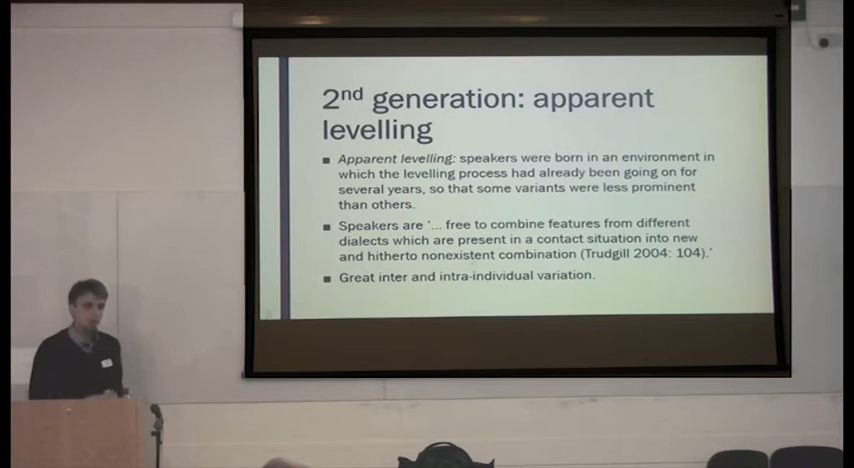 2nd generation: apparent
levelling
■ Apparent levelling: speakers were born in an environment in
which the levelling process had already been going on for
several years, so that some variants were less prominent
than others.
■ Speakers are '... free to combine features from different
dialects which are present in a contact situation into new
and hitherto nonexistent combination (Trudgill 2004: 104).'
■ Great inter and intra-individual variation.